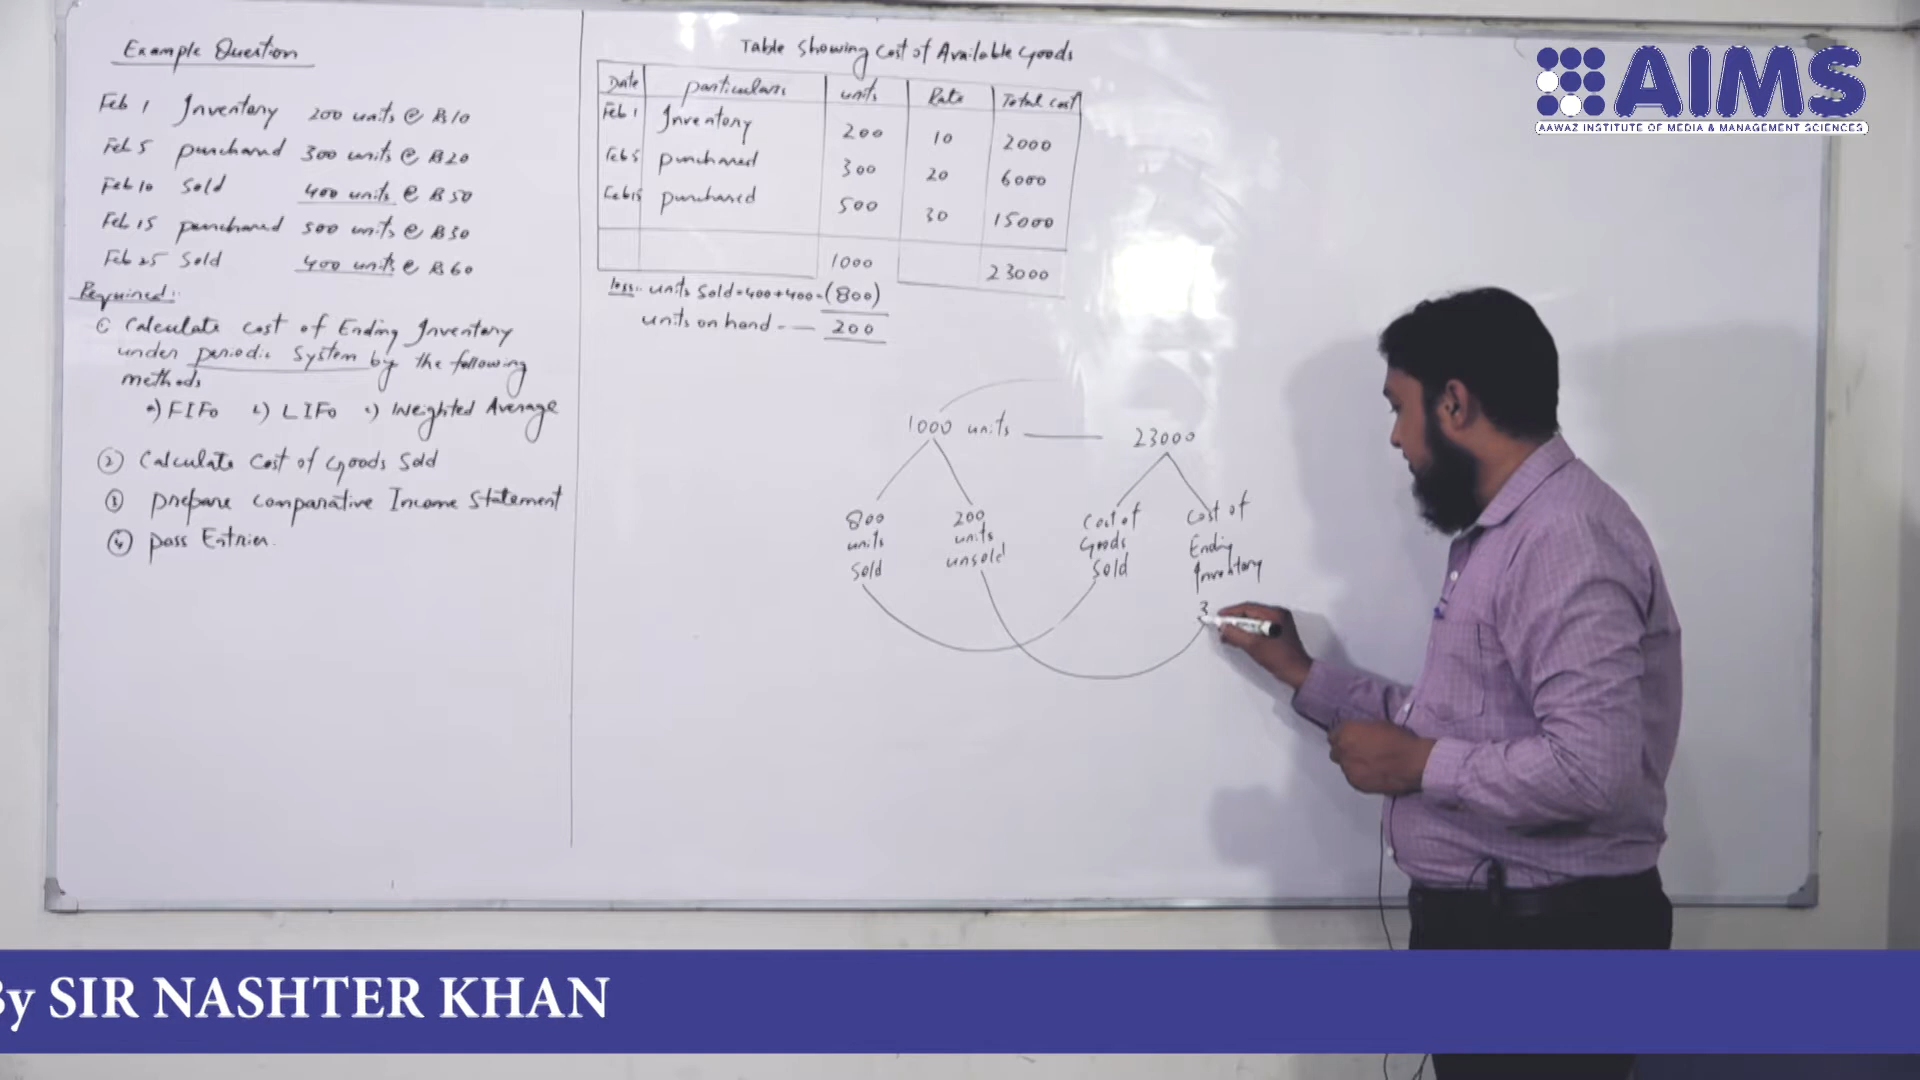 Example Question
Feb 1 Inventory 200 units @ Rs 10
Feb 5 purchased 300 units @ Rs 20
Feb 10 Sold 400 units @ Rs 50
Feb 15 purchased 500 units @ Rs 30
Feb 25 Sold 400 units @ Rs 60
Required:
① Calculate cost of Ending Inventory
under periodic system by the following
methods
a) FIFO b) LIFO c) Weighted Average
② Calculate Cost of Goods Sold
③ prepare comparative Income Statement
④ pass Entries.
Table Showing Cost of Available Goods
Date particulars units Rate Total cost
Feb 1 Inventory 200 10 2000
Feb 5 purchased 300 20 6000
Feb 15 purchased 500 30 15000
1000 23000
less: units sold = 400 + 400 = (800)
units on hand - — 200
1000 units — 23000
800 units sold
200 units unsold
Cost of Goods Sold
Cost of Ending Inventory
3
AIMS
AAWAZ INSTITUTE OF MEDIA & MANAGEMENT SCIENCES
By SIR NASHTER KHAN